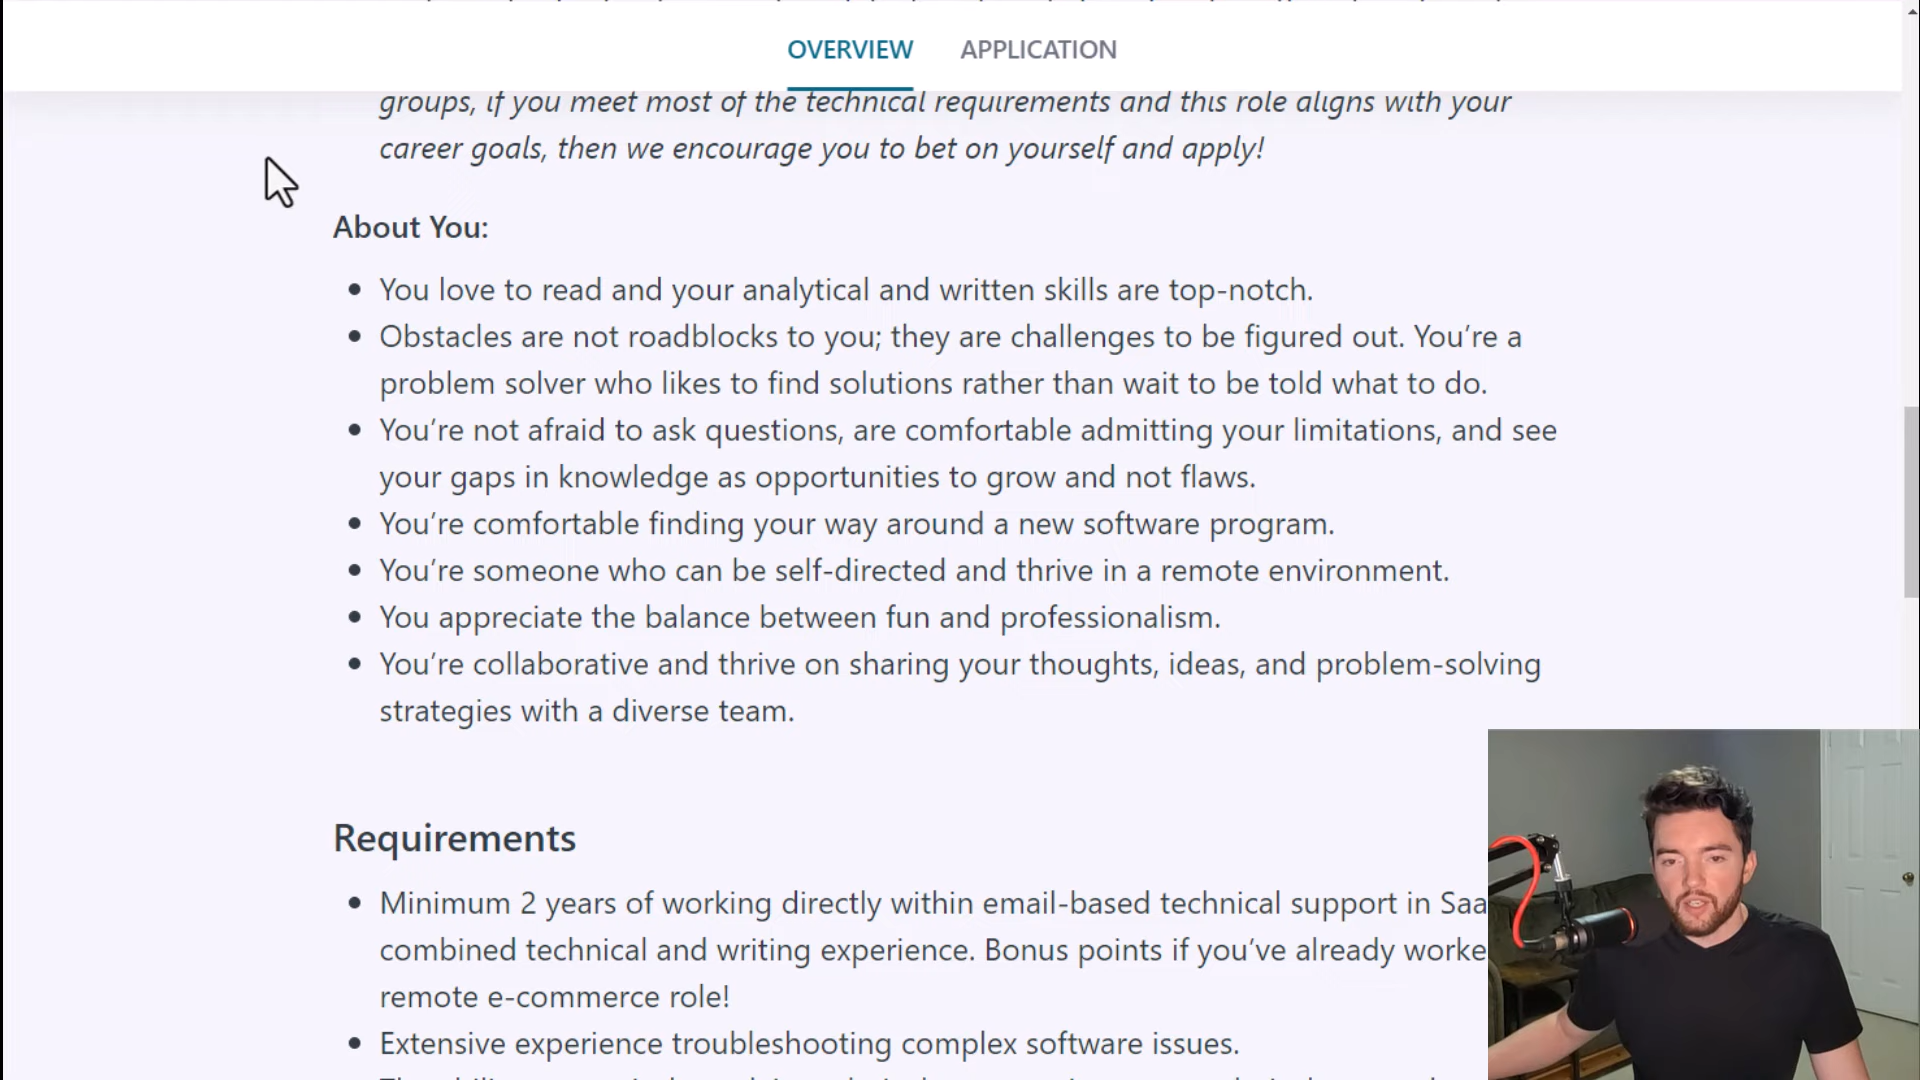 OVERVIEW APPLICATION
groups, if you meet most of the technical requirements and this role aligns with your
career goals, then we encourage you to bet on yourself and apply!
About You:
• You love to read and your analytical and written skills are top-notch.
• Obstacles are not roadblocks to you; they are challenges to be figured out. You’re a
problem solver who likes to find solutions rather than wait to be told what to do.
• You’re not afraid to ask questions, are comfortable admitting your limitations, and see
your gaps in knowledge as opportunities to grow and not flaws.
• You’re comfortable finding your way around a new software program.
• You’re someone who can be self-directed and thrive in a remote environment.
• You appreciate the balance between fun and professionalism.
• You’re collaborative and thrive on sharing your thoughts, ideas, and problem-solving
strategies with a diverse team.
Requirements
• Minimum 2 years of working directly within email-based technical support in Saa
combined technical and writing experience. Bonus points if you’ve already worke
remote e-commerce role!
• Extensive experience troubleshooting complex software issues.